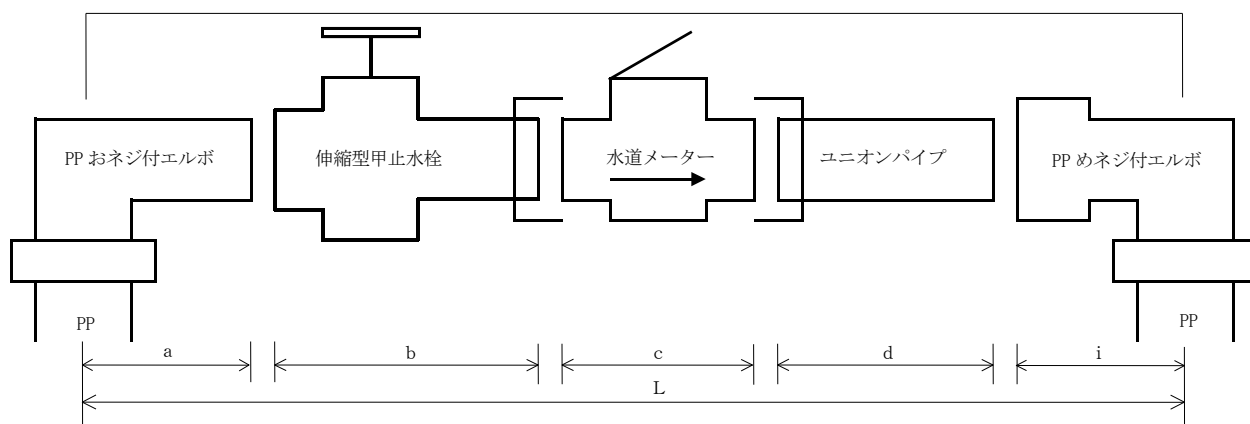 PP おネジ付エルボ
伸縮型甲止水栓
水道メーター
ユニオンパイプ
PP めネジ付エルボ
PP
PP
a
b
c
d
i
L